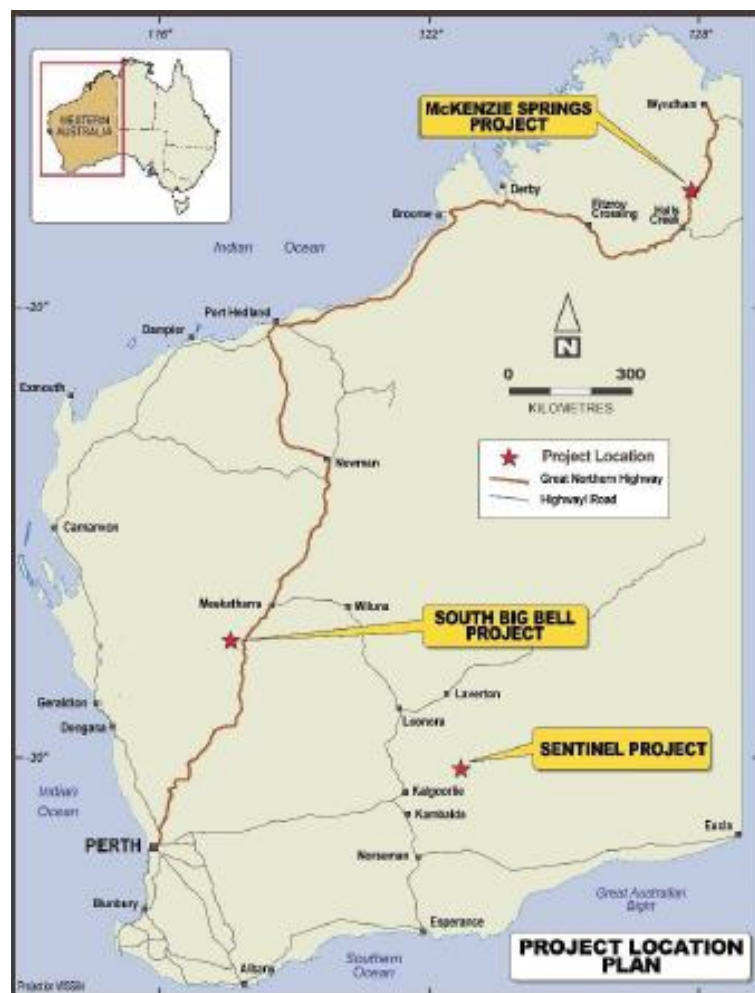 116°
122°
128°
WESTERN
AUSTRALIA
McKENZIE SPRINGS
PROJECT
Wyndham
Derby
Broome
Fitzroy
Crossing
Halls
Creek
Indian Ocean
-20°
Port Hedland
Dampier
Exmouth
N
0 300
KILOMETRES
Project Location
Great Northern Highway
Highway/ Road
Newman
Carnarvon
Meekatharra
Wiluna
SOUTH BIG BELL
PROJECT
Geraldton
Dongara
Laverton
Leonora
-30°
SENTINEL PROJECT
Indian
Ocean
Kalgoorlie
Kambalda
PERTH
Eucla
Norseman
Bunbury
Great Australian
Bight
Esperance
Southern
Ocean
Albany
PROJECT LOCATION
PLAN